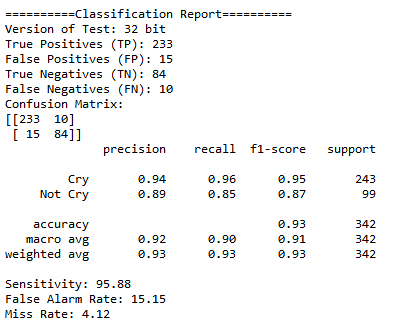 ==========Classification Report==========
Version of Test: 32 bit
True Positives (TP): 233
False Positives (FP): 15
True Negatives (TN): 84
False Negatives (FN): 10
Confusion Matrix:
[[233  10]
 [ 15  84]]
              precision    recall  f1-score   support

         Cry       0.94      0.96      0.95       243
     Not Cry       0.89      0.85      0.87        99

    accuracy                           0.93       342
   macro avg       0.92      0.90      0.91       342
weighted avg       0.93      0.93      0.93       342

Sensitivity: 95.88
False Alarm Rate: 15.15
Miss Rate: 4.12